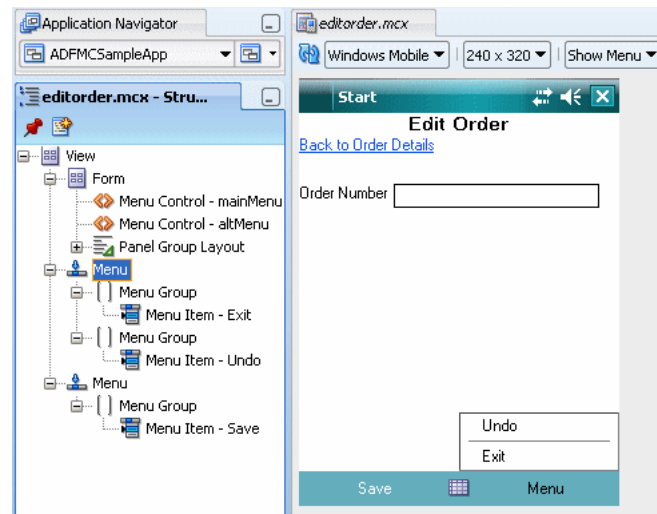 Application Navigator
ADFMCSampleApp
editorder.mcx - Stru...
View
Form
Menu Control - mainMenu
Menu Control - altMenu
Panel Group Layout
Menu
Menu Group
Menu Item - Exit
Menu Group
Menu Item - Undo
Menu
Menu Group
Menu Item - Save
editorder.mcx
Windows Mobile 240 x 320 Show Menu
Start
Edit Order
Back to Order Details
Order Number
Undo
Exit
Save Menu